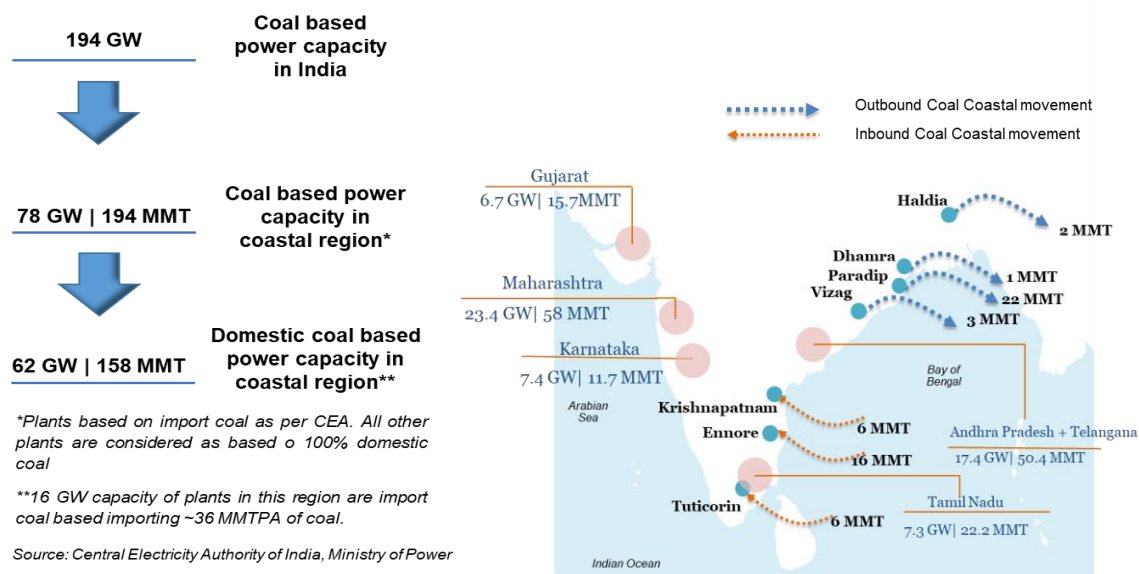 194 GW
Coal based
power capacity
in India
78 GW | 194 MMT
Coal based power
capacity in
coastal region*
62 GW | 158 MMT
Domestic coal based
power capacity in
coastal region**
*Plants based on import coal as per CEA. All other
plants are considered as based o 100% domestic
coal
**16 GW capacity of plants in this region are import
coal based importing ~36 MMTPA of coal.
Source: Central Electricity Authority of India, Ministry of Power
Outbound Coal Coastal movement
Inbound Coal Coastal movement
Gujarat
6.7 GW| 15.7MMT
Maharashtra
23.4 GW| 58 MMT
Karnataka
7.4 GW| 11.7 MMT
Haldia
2 MMT
Dhamra
1 MMT
Paradip
22 MMT
Vizag
3 MMT
Arabian
Sea
Bay of
Bengal
Krishnapatnam
6 MMT
Ennore
16 MMT
Andhra Pradesh + Telangana
17.4 GW| 50.4 MMT
Tuticorin
6 MMT
Tamil Nadu
7.3 GW| 22.2 MMT
Indian Ocean